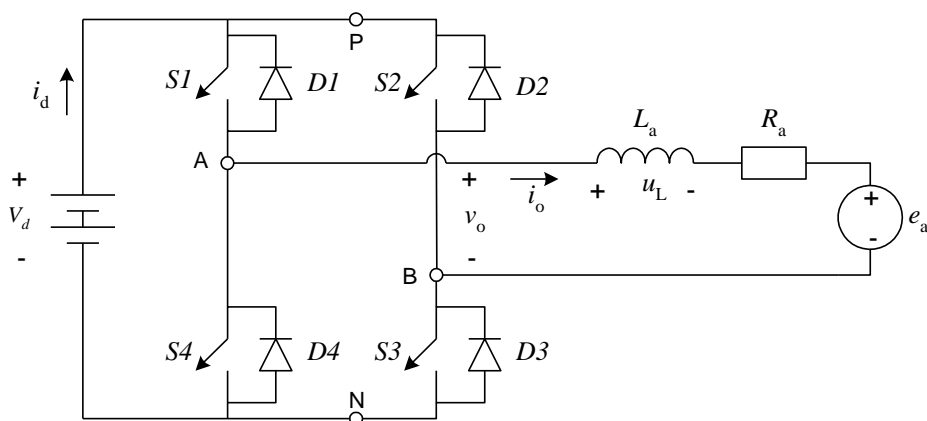 P
S1
D1
S2
D2
i_d
L_a
R_a
A
+
V_d
-
+
v_o
-
i_o
+
u_L
-
+
-
e_a
B
S4
D4
S3
D3
N